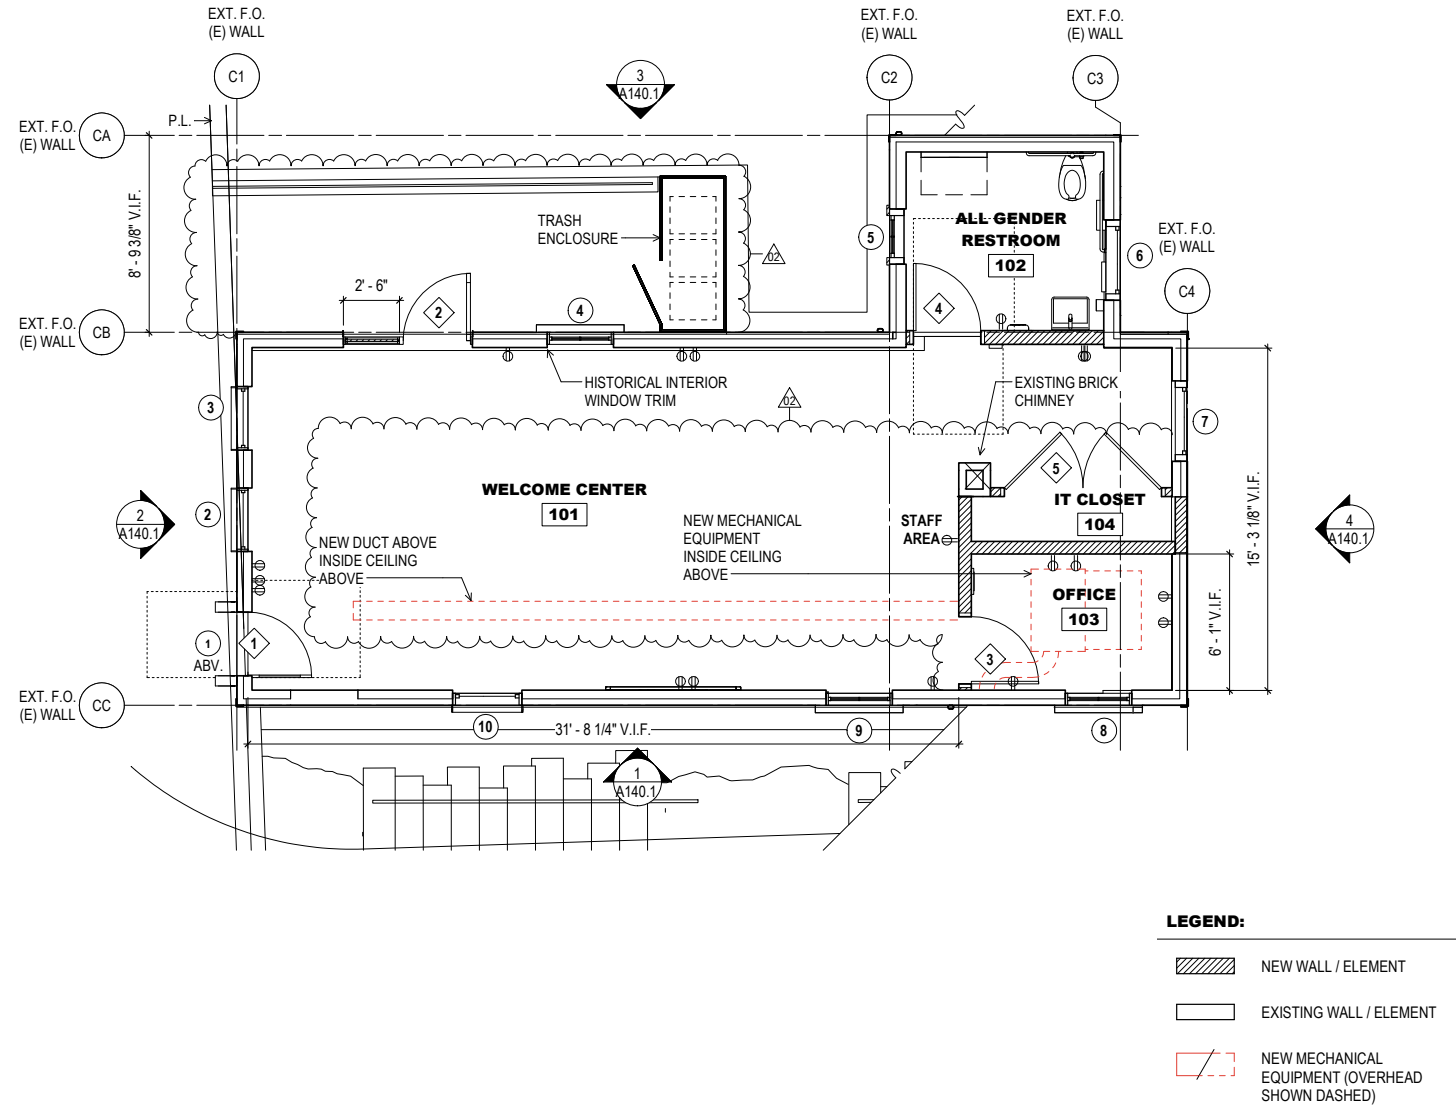 EXT. F.O.
(E) WALL
EXT. F.O.
(E) WALL
EXT. F.O.
(E) WALL
C1
C2
C3
3
A140.1
P.L.
EXT. F.O.
(E) WALL
CA
8' - 9 3/8" V.I.F.
TRASH
ENCLOSURE
02
5
ALL GENDER
RESTROOM
102
6
EXT. F.O.
(E) WALL
C4
2' - 6"
2
4
4
EXT. F.O.
(E) WALL
CB
HISTORICAL INTERIOR
WINDOW TRIM
02
EXISTING BRICK
CHIMNEY
3
7
5
WELCOME CENTER
101
IT CLOSET
104
2
A140.1
2
NEW DUCT ABOVE
INSIDE CEILING
ABOVE
NEW MECHANICAL
EQUIPMENT
INSIDE CEILING
ABOVE
STAFF
AREA
4
A140.1
15' - 3 1/8" V.I.F.
OFFICE
103
6' - 1" V.I.F.
1
ABV.
1
3
EXT. F.O.
(E) WALL
CC
10
31' - 8 1/4" V.I.F.
9
8
1
A140.1
LEGEND:
NEW WALL / ELEMENT
EXISTING WALL / ELEMENT
NEW MECHANICAL
EQUIPMENT (OVERHEAD
SHOWN DASHED)